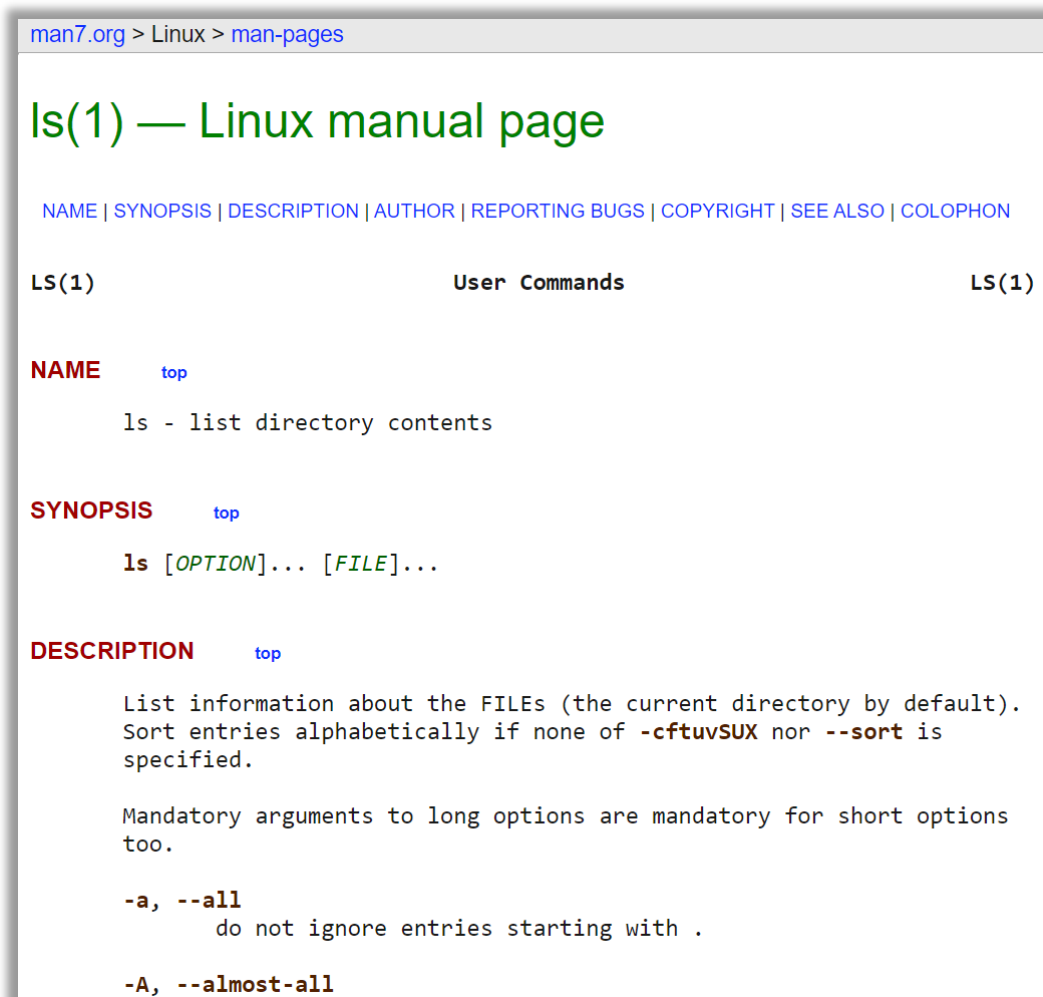 man7.org > Linux > man-pages
ls(1) — Linux manual page
NAME | SYNOPSIS | DESCRIPTION | AUTHOR | REPORTING BUGS | COPYRIGHT | SEE ALSO | COLOPHON
LS(1) User Commands LS(1)
NAME top
ls - list directory contents
SYNOPSIS top
ls [OPTION]... [FILE]...
DESCRIPTION top
List information about the FILEs (the current directory by default).
Sort entries alphabetically if none of -cftuvSUX nor --sort is
specified.
Mandatory arguments to long options are mandatory for short options
too.
-a, --all
do not ignore entries starting with .
-A, --almost-all